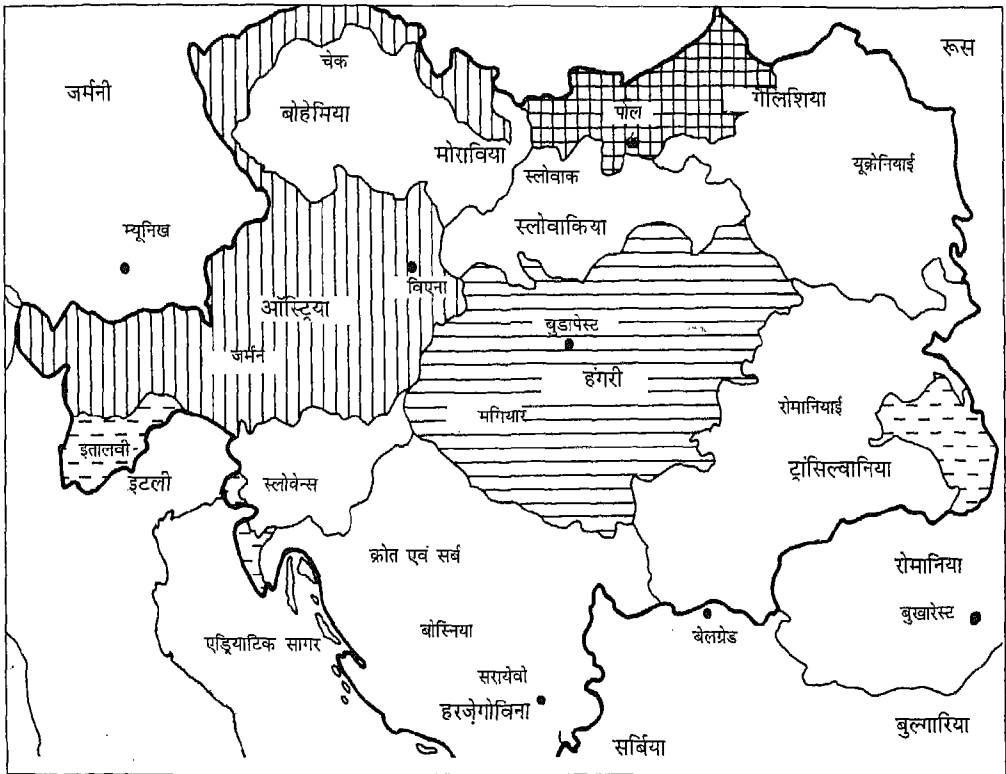 रूस
चेक
जर्मनी
गेलिशिया
पोल
बोहेमिया
मोराविया
यूक्रेनियाई
स्लोवाक
स्लोवाकिया
म्यूनिख
विएना
ऑस्ट्रिया
बुडापेस्ट
जर्मन
हंगरी
रोमानियाई
मगियार
इतालवी
ट्रांसिल्वानिया
इटली
स्लोवेन्स
क्रोत एवं सर्ब
रोमानिया
बुखारेस्ट
बोस्निया
बेलग्रेड
एड्रियाटिक सागर
सरायेवो
हरज़ेगोविना
बुल्गारिया
सर्बिया